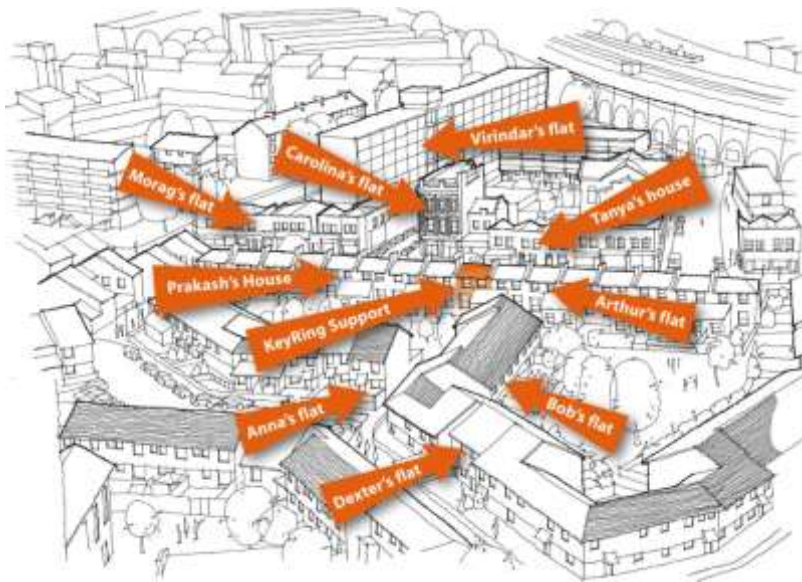 Virindar's flat
Carolina's flat
Morag's flat
Tanya's house
Prakash's House
KeyRing Support
Arthur's flat
Anna's flat
Bob's flat
Dexter's flat